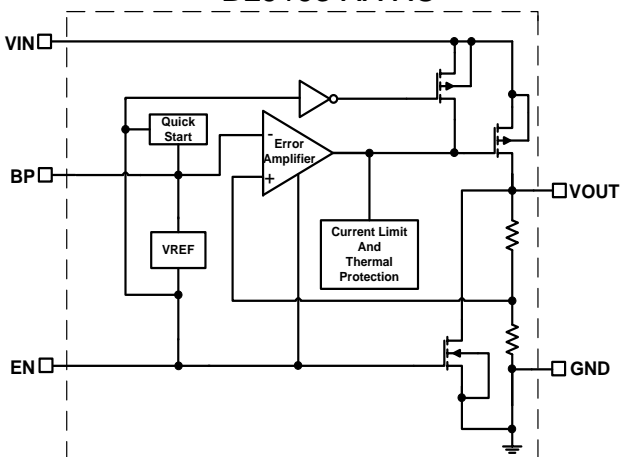 VIN
Quick
Start
-
Error
Amplifier
+
BP
VOUT
VREF
Current Limit
And
Thermal
Protection
EN
GND